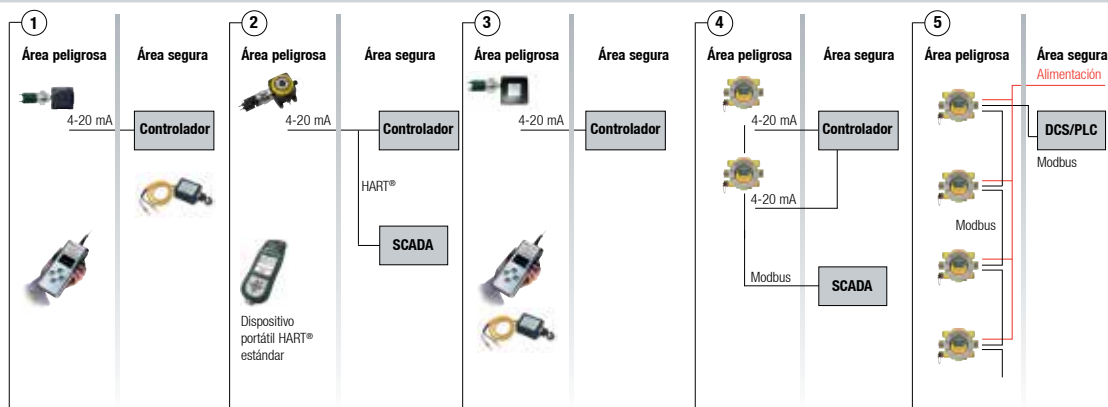 1
Área peligrosa
Área segura
4-20 mA
Controlador
2
Área peligrosa
Área segura
4-20 mA
Controlador
HART®
SCADA
Dispositivo
portátil HART®
estándar
3
Área peligrosa
Área segura
4-20 mA
Controlador
4
Área peligrosa
Área segura
4-20 mA
Controlador
4-20 mA
Modbus
SCADA
5
Área peligrosa
Área segura
Alimentación
DCS/PLC
Modbus
Modbus